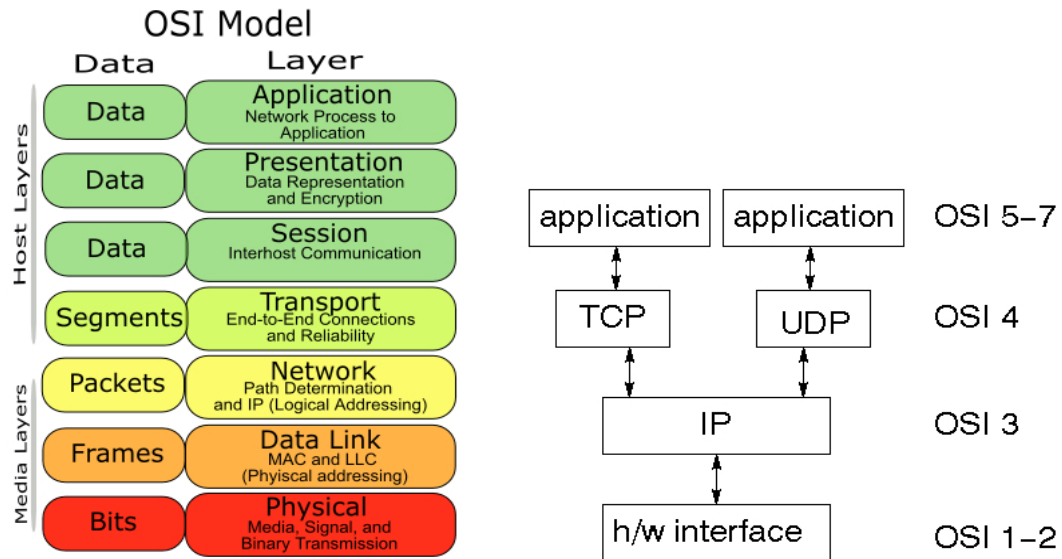 OSI Model
Data Layer
Host Layers
Data
Application
Network Process to
Application
Data
Presentation
Data Representation
and Encryption
Data
Session
Interhost Communication
Segments
Transport
End-to-End Connections
and Reliability
Media Layers
Packets
Network
Path Determination
and IP (Logical Addressing)
Frames
Data Link
MAC and LLC
(Phyiscal addressing)
Bits
Physical
Media, Signal, and
Binary Transmission
application application OSI 5-7
TCP UDP OSI 4
IP OSI 3
h/w interface OSI 1-2